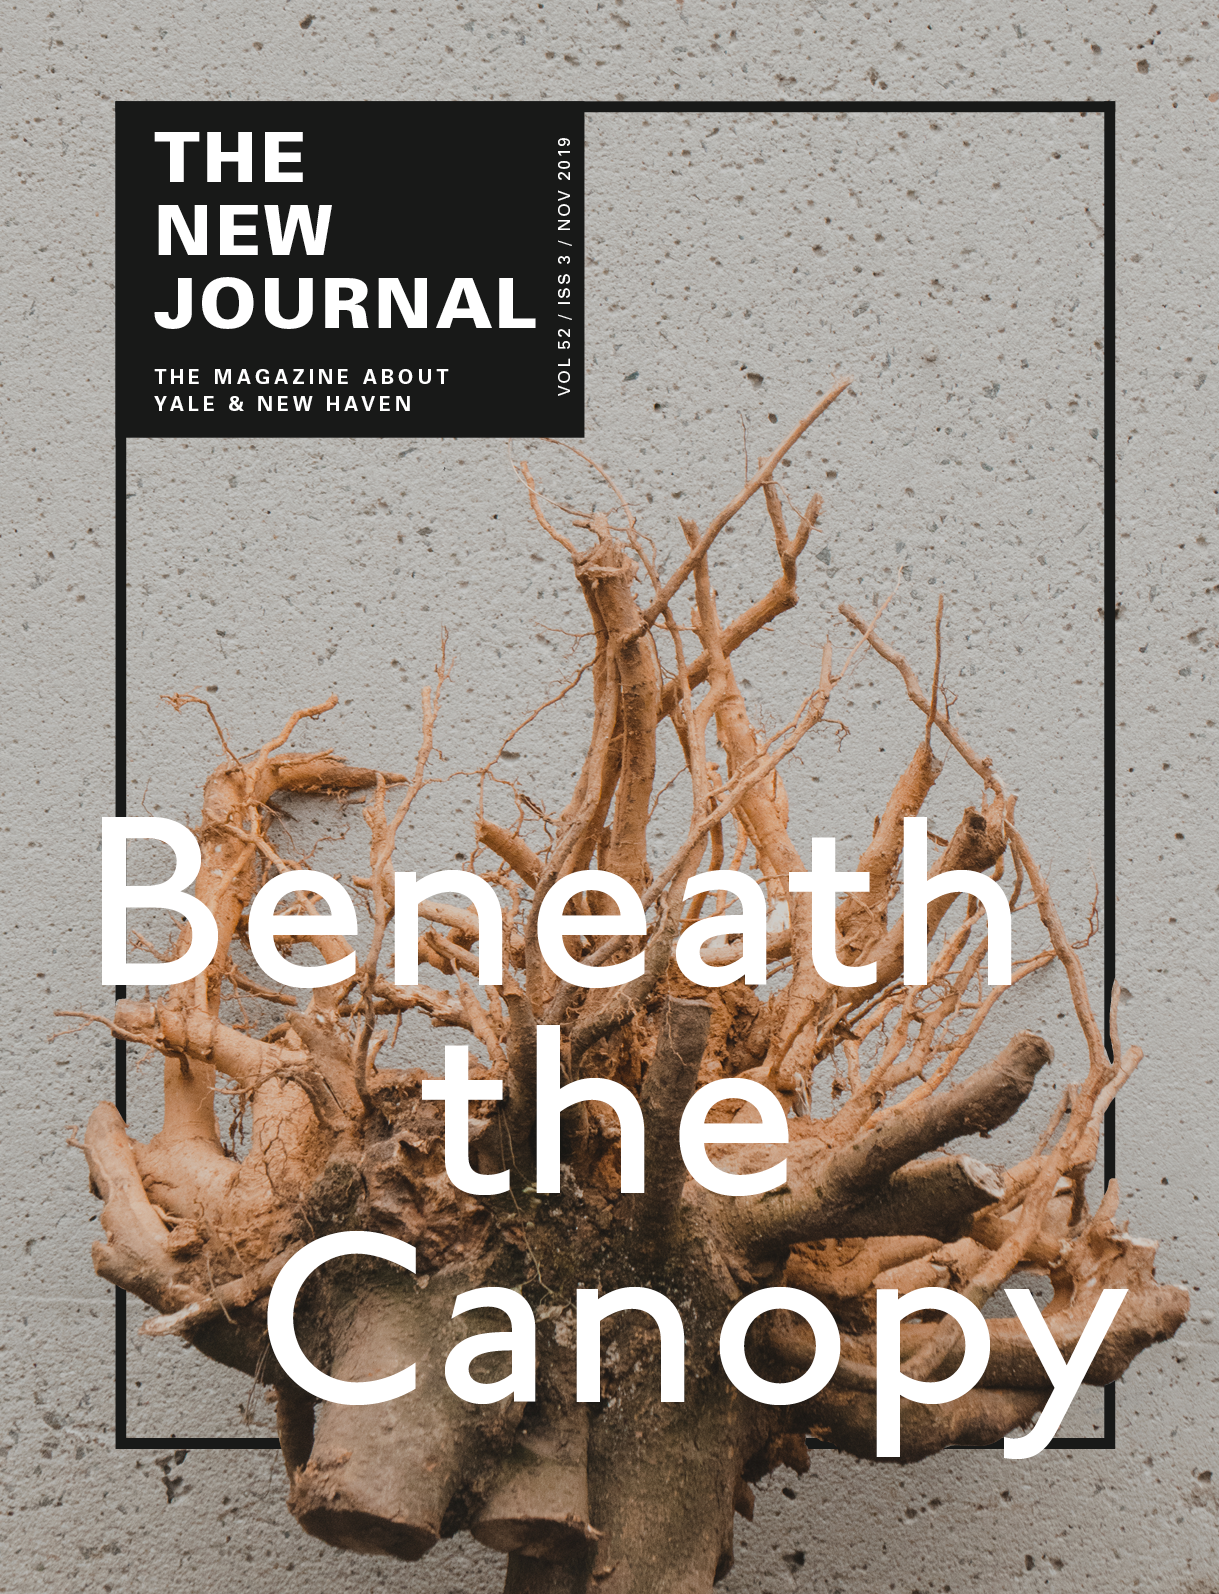 THE
NEW
JOURNAL
THE MAGAZINE ABOUT
YALE & NEW HAVEN
VOL 52 / ISS 3 / NOV 2019
Beneath
the
Canopy